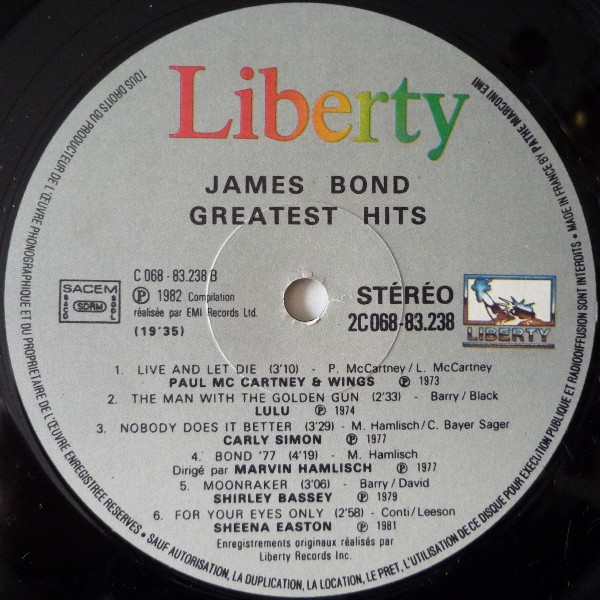 Liberty
JAMES BOND
GREATEST HITS
C 068 - 83.238 B
Ⓟ 1982 Compilation
réalisée par EMI Records Ltd.
(19'35)
SACEM
SACD
SDRM
SGDL
STÉRÉO
2C 068-83.238
LIBERTY
1. LIVE AND LET DIE (3'10) - P. McCartney/L. McCartney
PAUL MC CARTNEY & WINGS Ⓟ 1973
2. THE MAN WITH THE GOLDEN GUN (2'33) - Barry/Black
LULU Ⓟ 1974
3. NOBODY DOES IT BETTER (3'29) - M. Hamlisch/C. Bayer Sager
CARLY SIMON Ⓟ 1977
4. BOND '77 (4'19) - M. Hamlisch
Dirigé par MARVIN HAMLISCH Ⓟ 1977
5. MOONRAKER (3'06) - Barry/David
SHIRLEY BASSEY Ⓟ 1979
6. FOR YOUR EYES ONLY (2'58) - Conti/Leeson
SHEENA EASTON Ⓟ 1981
Enregistrements originaux réalisés par
Liberty Records Inc.
TOUS DROITS DU PRODUCTEUR DE L'ŒUVRE PHONOGRAPHIQUE ET DU PROPRIETAIRE DE L'ŒUVRE ENREGISTREE RESERVES • SAUF AUTORISATION, LA DUPLICATION, LA LOCATION, LE PRET, L'UTILISATION DE CE DISQUE POUR EXECUTION PUBLIQUE ET RADIODIFFUSION SONT INTERDITS • MADE IN FRANCE BY PATHE MARCONI EMI